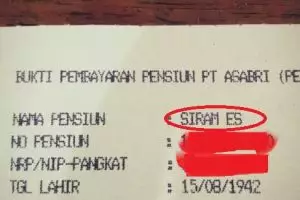 BUKTI PEMBAYARAN PENSIUN PT ASABRI (PE
NAMA PENSIUN : SIRAM ES
NO PENSIUN : 1
NRP/NIP-PANGKAT :
TGL LAHIR : 15/08/1942